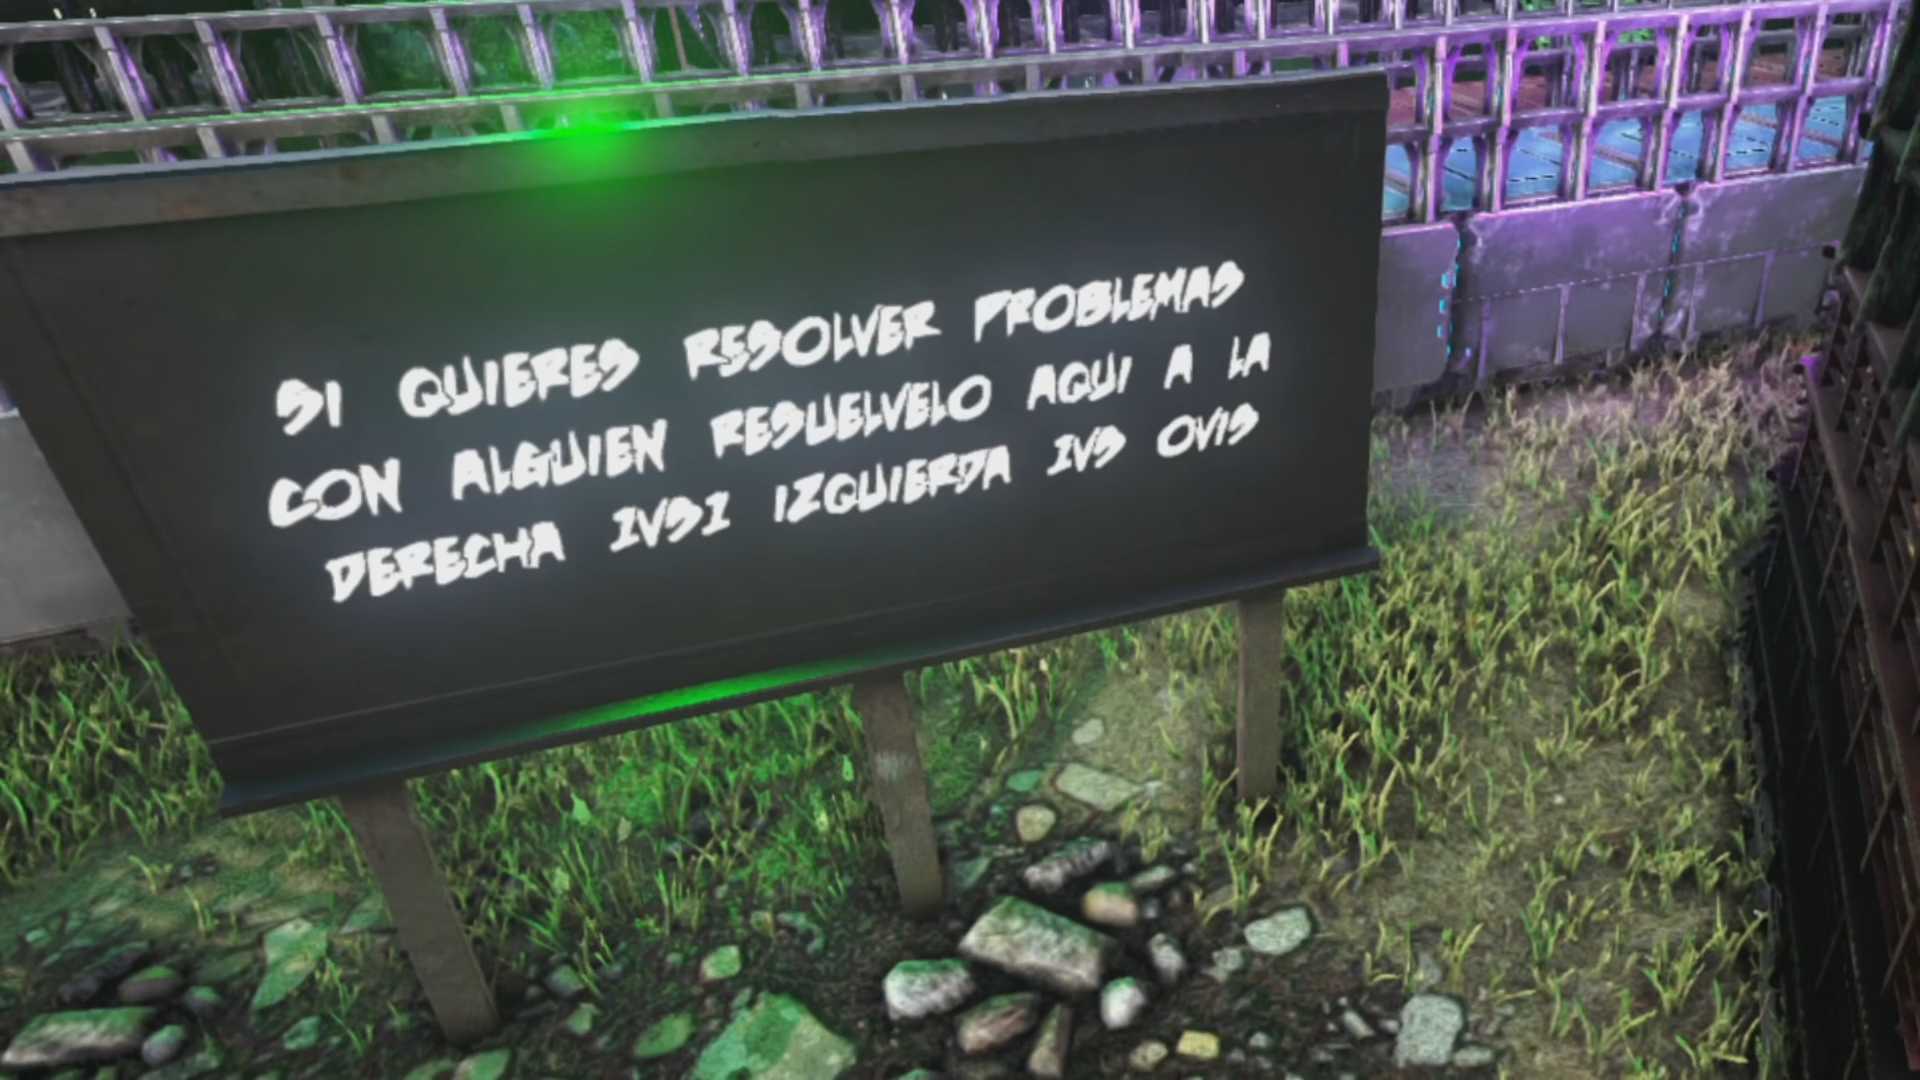 SI QUIERES RESOLVER PROBLEMAS
CON ALGUIEN RESUELVELO AQUI A LA
DERECHA 1VS1 IZQUIERDA 1VS OVIS